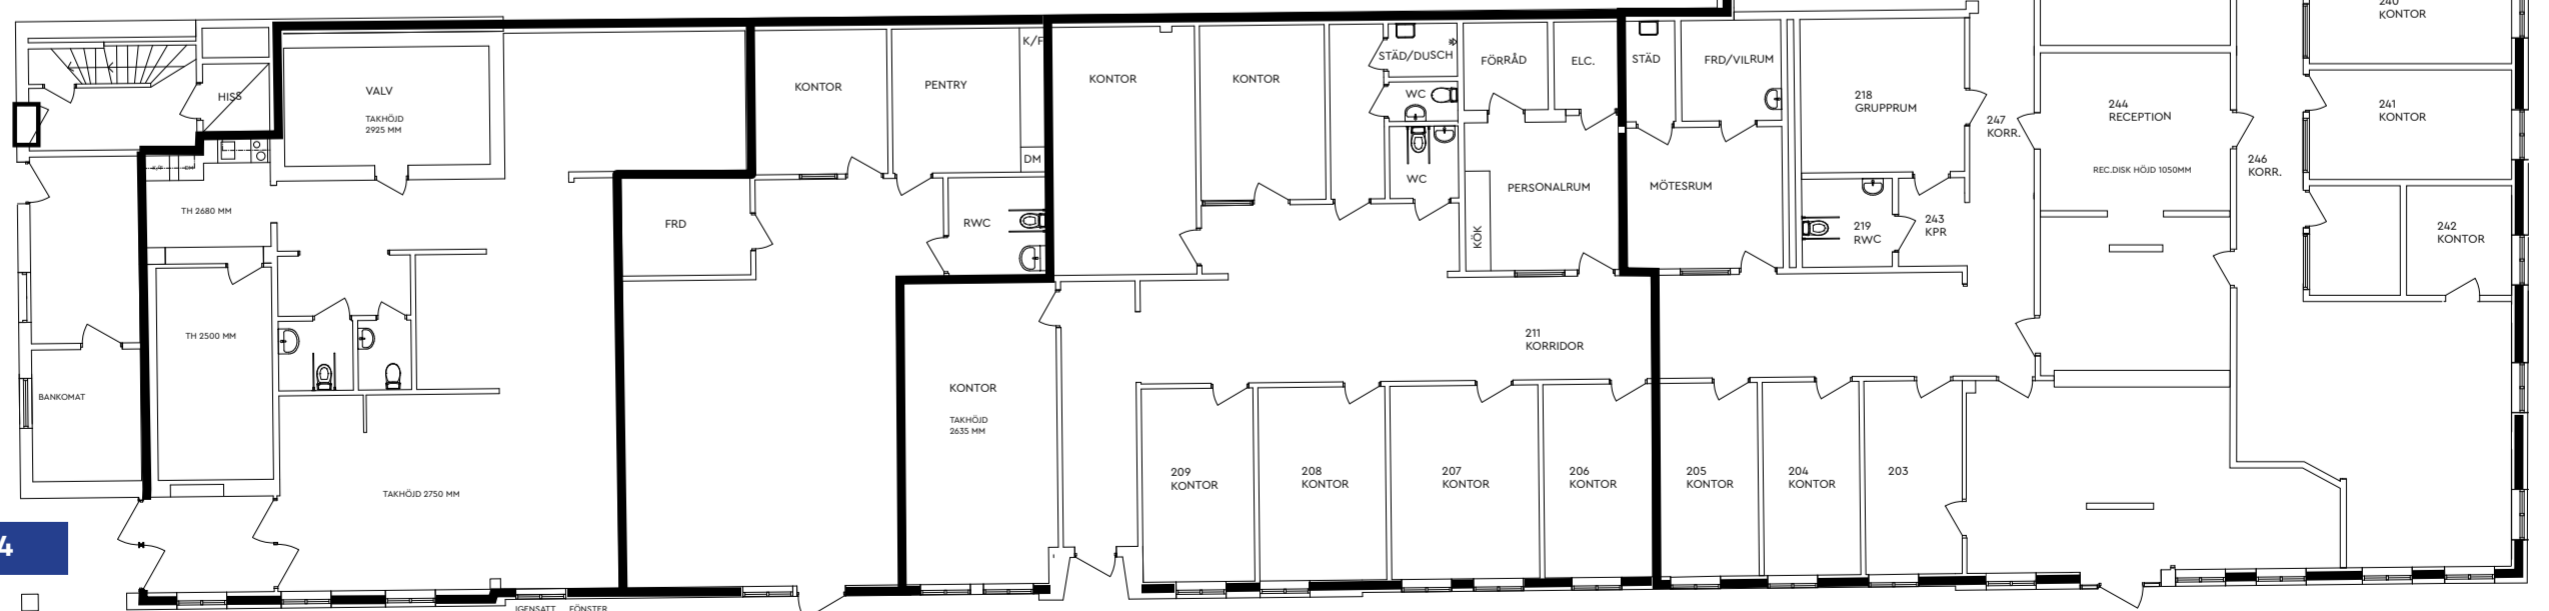 240
KONTOR
K/F
STÄD/DUSCH
FÖRRÅD
ELC.
STÄD
FRD/VILRUM
VALV
HISS
KONTOR
PENTRY
KONTOR
KONTOR
WC
218
GRUPPRUM
244
RECEPTION
241
KONTOR
TAKHÖJD
2925 MM
247
KORR.
DM
246
KORR.
REC.DISK HÖJD 1050MM
WC
PERSONALRUM
MÖTESRUM
TH 2680 MM
FRD
RWC
KÖK
219
RWC
243
KPR
242
KONTOR
TH 2500 MM
211
KORRIDOR
BANKOMAT
KONTOR
TAKHÖJD
2635 MM
209
KONTOR
208
KONTOR
207
KONTOR
206
KONTOR
205
KONTOR
204
KONTOR
203
TAKHÖJD 2750 MM
4
IGENSATT FÖNSTER